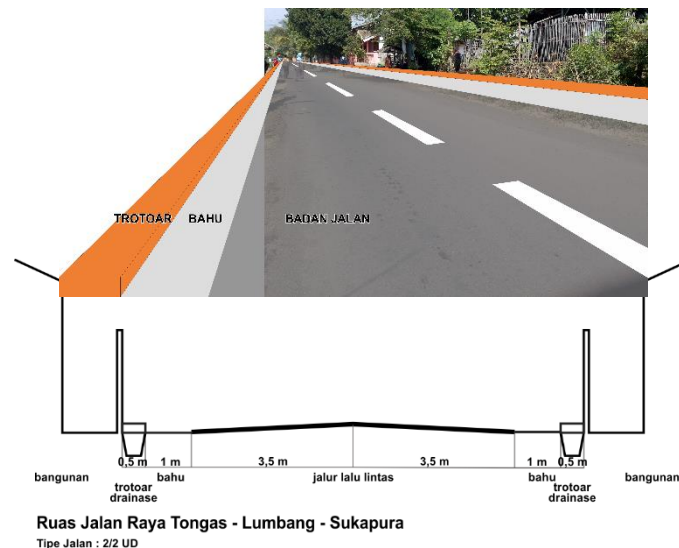 TROTOAR BAHU BADAN JALAN
0,5 m 1 m 3,5 m 3,5 m 1 m 0,5 m
bangunan trotoar drainase bahu jalur lalu lintas bahu trotoar drainase bangunan
Ruas Jalan Raya Tongas - Lumbang - Sukapura
Tipe Jalan : 2/2 UD